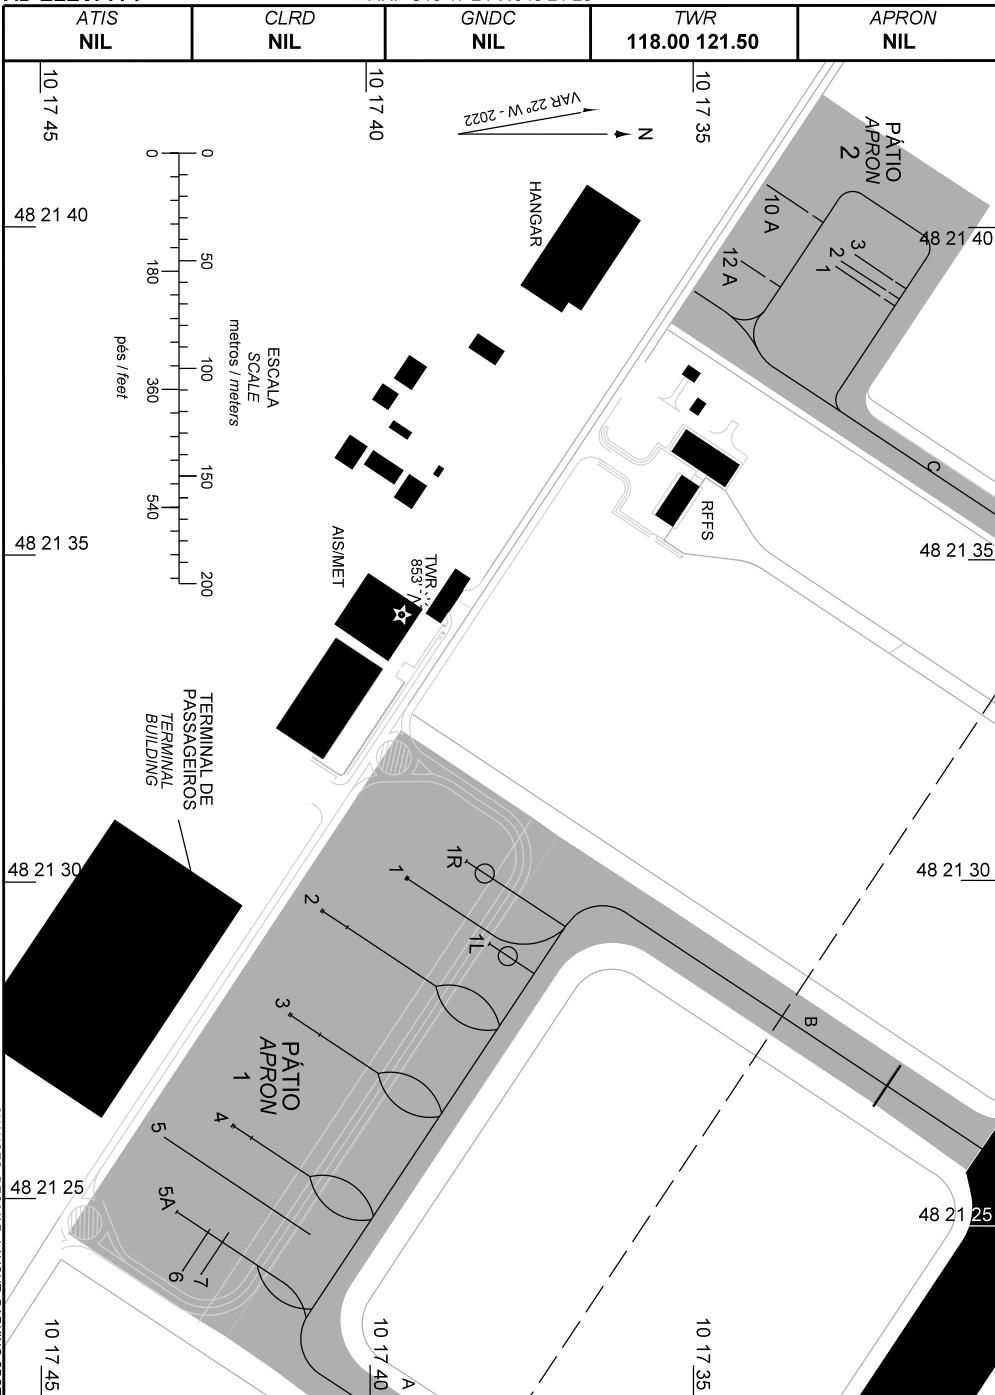 ATIS
NIL
CLRD
NIL
GNDC
NIL
TWR
118.00 121.50
APRON
NIL
10 17 45
10 17 40
10 17 35
VAR 22° W - 2022
N
PÁTIO
APRON
2
48 21 40
48 21 40
HANGAR
10 A
12 A
3
2
1
0
50
100
150
200
0
180
360
540
ESCALA
SCALE
metros / meters
pés / feet
C
RFFS
48 21 35
48 21 35
AIS/MET
TWR
853'
TERMINAL DE
PASSAGEIROS
TERMINAL
BUILDING
48 21 30
48 21 30
1R
1
2
1L
3
B
PÁTIO
APRON
1
4
5
5A
6
7
48 21 25
48 21 25
10 17 45
10 17 40
10 17 35
A